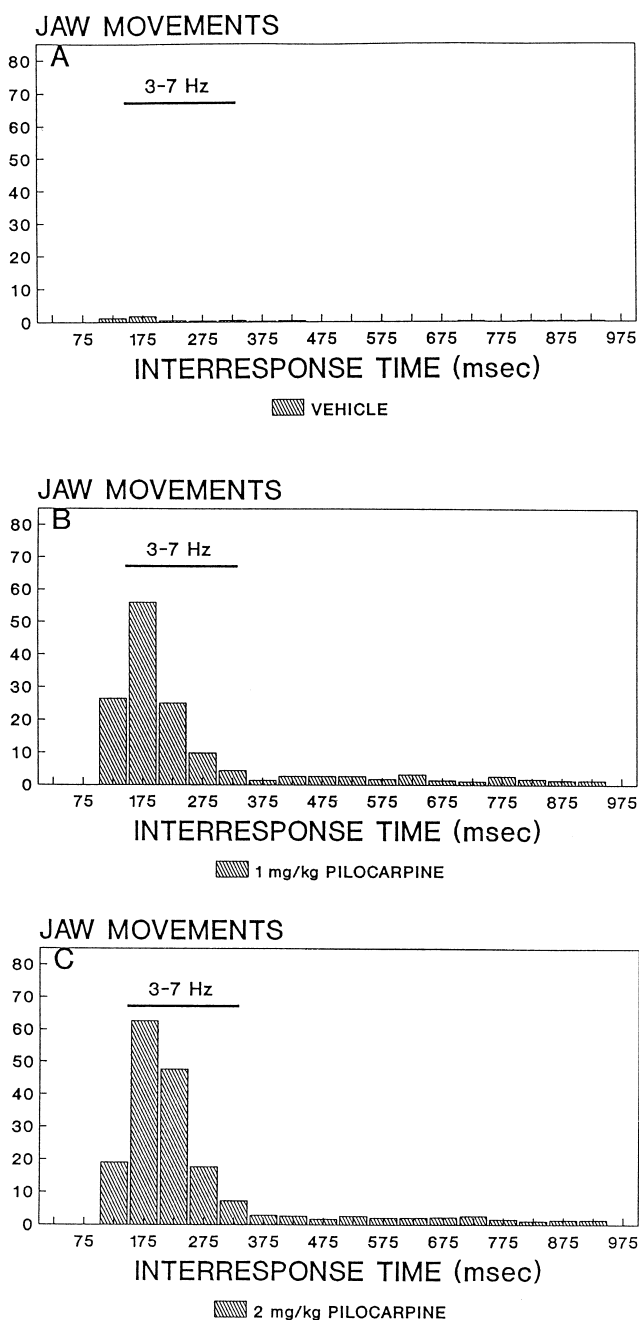 JAW MOVEMENTS
A
3-7 Hz
80
70
60
50
40
30
20
10
0
75 175 275 375 475 575 675 775 875 975
INTERRESPONSE TIME (msec)
VEHICLE
JAW MOVEMENTS
B
3-7 Hz
80
70
60
50
40
30
20
10
0
75 175 275 375 475 575 675 775 875 975
INTERRESPONSE TIME (msec)
1 mg/kg PILOCARPINE
JAW MOVEMENTS
C
3-7 Hz
80
70
60
50
40
30
20
10
0
75 175 275 375 475 575 675 775 875 975
INTERRESPONSE TIME (msec)
2 mg/kg PILOCARPINE